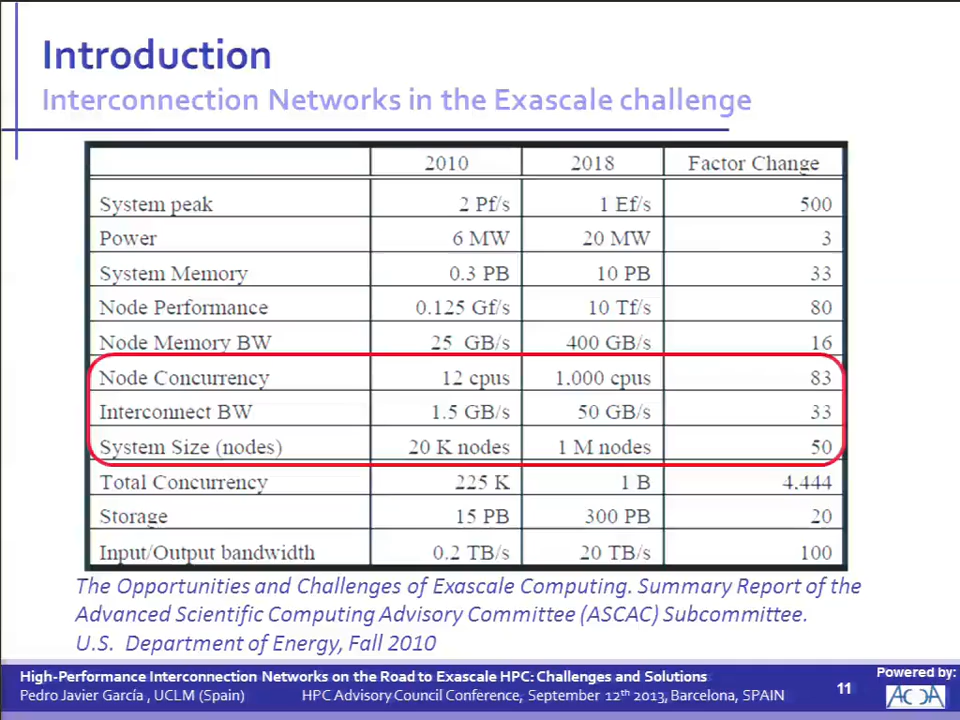 Introduction
Interconnection Networks in the Exascale challenge
2010 2018 Factor Change
System peak 2 Pf/s 1 Ef/s 500
Power 6 MW 20 MW 3
System Memory 0.3 PB 10 PB 33
Node Performance 0.125 Gf/s 10 Tf/s 80
Node Memory BW 25 GB/s 400 GB/s 16
Node Concurrency 12 cpus 1.000 cpus 83
Interconnect BW 1.5 GB/s 50 GB/s 33
System Size (nodes) 20 K nodes 1 M nodes 50
Total Concurrency 225 K 1 B 4.444
Storage 15 PB 300 PB 20
Input/Output bandwidth 0.2 TB/s 20 TB/s 100
The Opportunities and Challenges of Exascale Computing. Summary Report of the
Advanced Scientific Computing Advisory Committee (ASCAC) Subcommittee.
U.S. Department of Energy, Fall 2010
High-Performance Interconnection Networks on the Road to Exascale HPC: Challenges and Solutions
Pedro Javier García , UCLM (Spain) HPC Advisory Council Conference, September 12th 2013, Barcelona, SPAIN
11
Powered by: